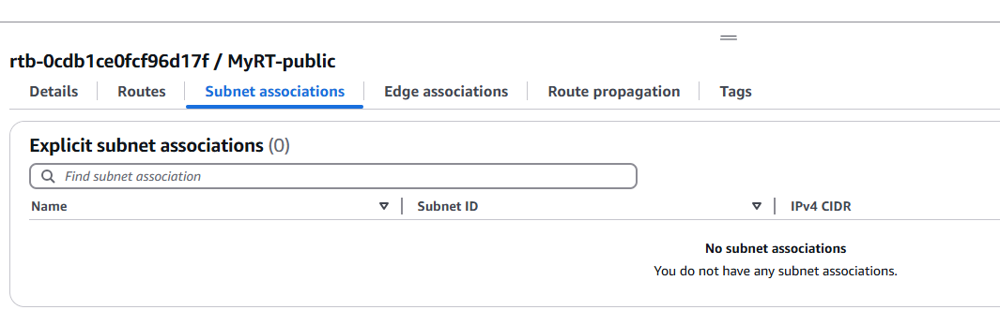 rtb-0cdb1ce0fcf96d17f / MyRT-public
Details Routes Subnet associations Edge associations Route propagation Tags
Explicit subnet associations (0)
Find subnet association
Name Subnet ID IPv4 CIDR
No subnet associations
You do not have any subnet associations.